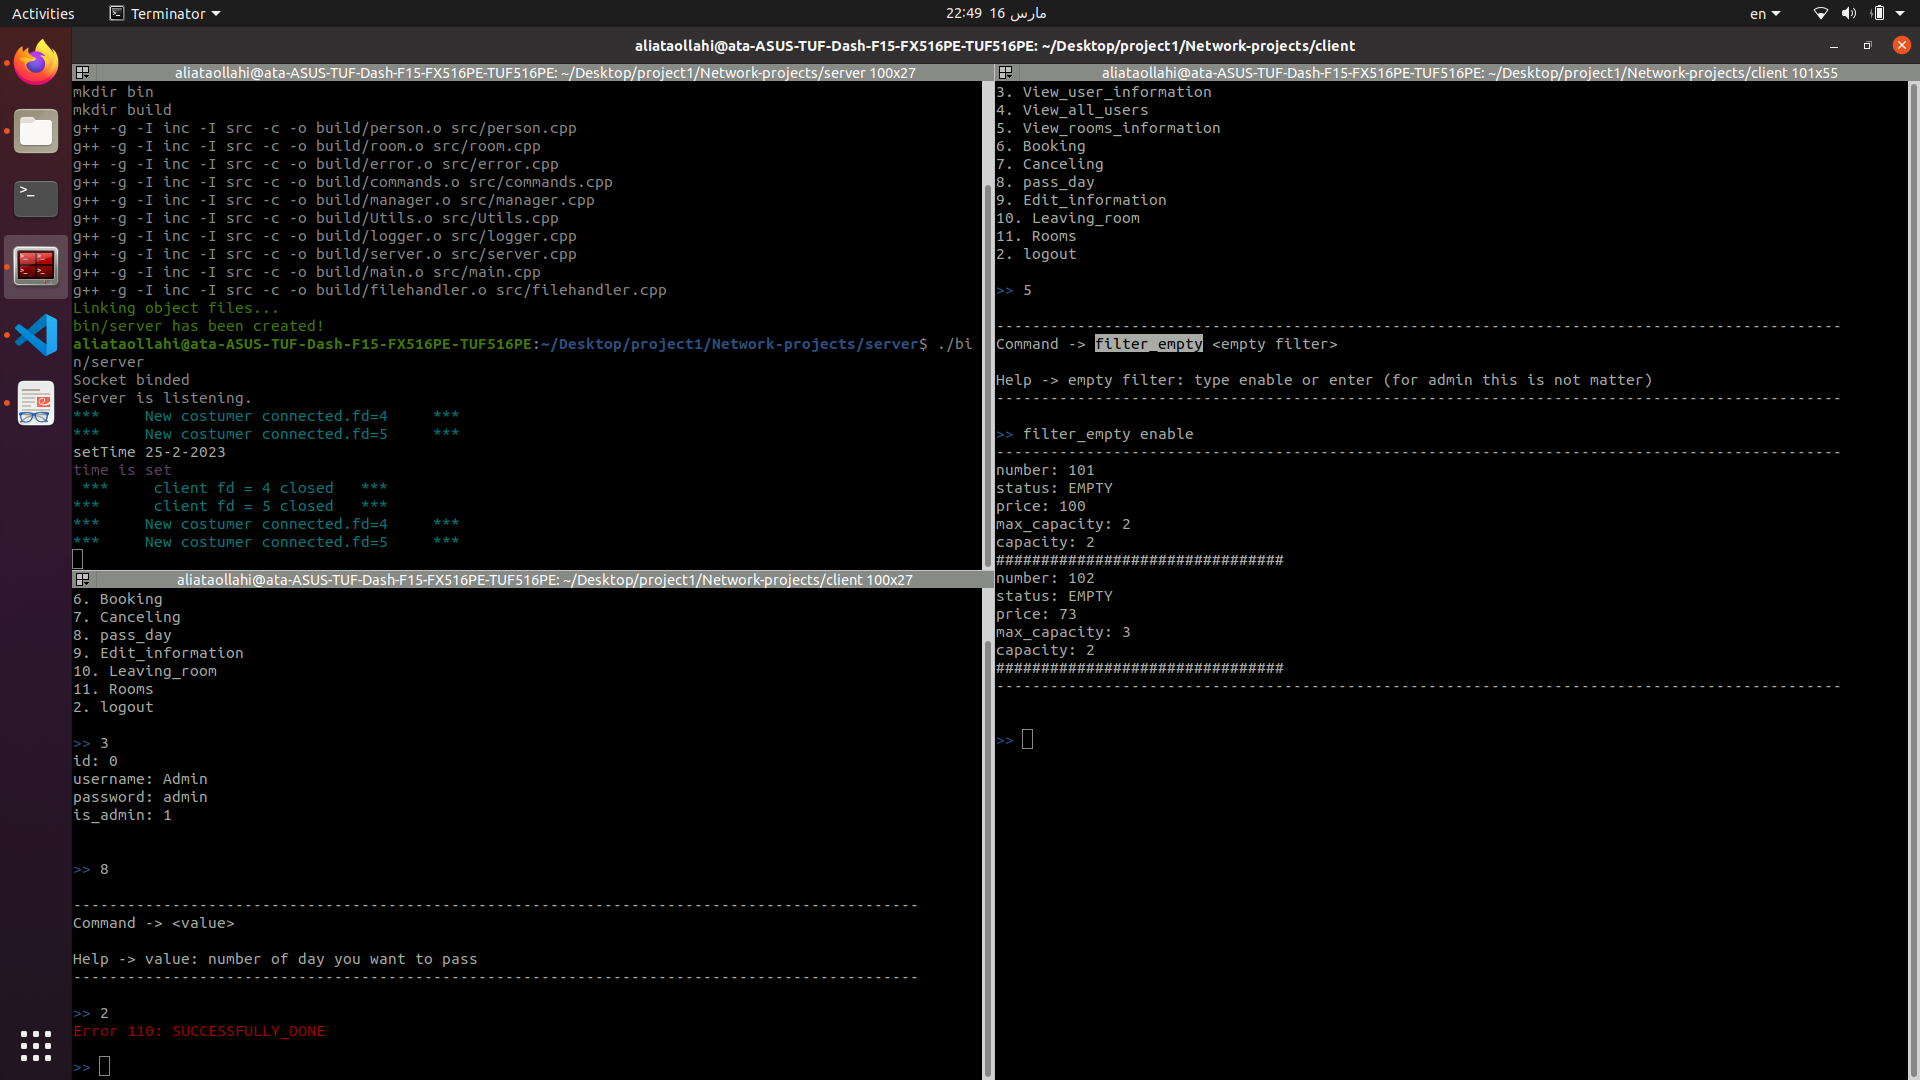 Activities
Terminator
22:49 16 مارس
en
aliataollahi@ata-ASUS-TUF-Dash-F15-FX516PE-TUF516PE: ~/Desktop/project1/Network-projects/client
aliataollahi@ata-ASUS-TUF-Dash-F15-FX516PE-TUF516PE: ~/Desktop/project1/Network-projects/server 100x27
mkdir bin
mkdir build
g++ -g -I inc -I src -c -o build/person.o src/person.cpp
g++ -g -I inc -I src -c -o build/room.o src/room.cpp
g++ -g -I inc -I src -c -o build/error.o src/error.cpp
g++ -g -I inc -I src -c -o build/commands.o src/commands.cpp
g++ -g -I inc -I src -c -o build/manager.o src/manager.cpp
g++ -g -I inc -I src -c -o build/Utils.o src/Utils.cpp
g++ -g -I inc -I src -c -o build/logger.o src/logger.cpp
g++ -g -I inc -I src -c -o build/server.o src/server.cpp
g++ -g -I inc -I src -c -o build/main.o src/main.cpp
g++ -g -I inc -I src -c -o build/filehandler.o src/filehandler.cpp
Linking object files...
bin/server has been created!
aliataollahi@ata-ASUS-TUF-Dash-F15-FX516PE-TUF516PE:~/Desktop/project1/Network-projects/server$ ./bi
n/server
Socket binded
Server is listening.
***     New costumer connected.fd=4     ***
***     New costumer connected.fd=5     ***
setTime 25-2-2023
time is set
 ***     client fd = 4 closed   ***
***      client fd = 5 closed   ***
***     New costumer connected.fd=4     ***
***     New costumer connected.fd=5     ***
aliataollahi@ata-ASUS-TUF-Dash-F15-FX516PE-TUF516PE: ~/Desktop/project1/Network-projects/client 100x27
6. Booking
7. Canceling
8. pass_day
9. Edit_information
10. Leaving_room
11. Rooms
2. logout
>> 3
id: 0
username: Admin
password: admin
is_admin: 1
>> 8
----------------------------------------------------------------------------------------------
Command -> <value>
Help -> value: number of day you want to pass
----------------------------------------------------------------------------------------------
>> 2
Error 110: SUCCESSFULLY_DONE
>>
aliataollahi@ata-ASUS-TUF-Dash-F15-FX516PE-TUF516PE: ~/Desktop/project1/Network-projects/client 101x55
3. View_user_information
4. View_all_users
5. View_rooms_information
6. Booking
7. Canceling
8. pass_day
9. Edit_information
10. Leaving_room
11. Rooms
2. logout
>> 5
----------------------------------------------------------------------------------------------
Command -> filter_empty <empty filter>
Help -> empty filter: type enable or enter (for admin this is not matter)
----------------------------------------------------------------------------------------------
>> filter_empty enable
----------------------------------------------------------------------------------------------
number: 101
status: EMPTY
price: 100
max_capacity: 2
capacity: 2
################################
number: 102
status: EMPTY
price: 73
max_capacity: 3
capacity: 2
################################
----------------------------------------------------------------------------------------------
>>